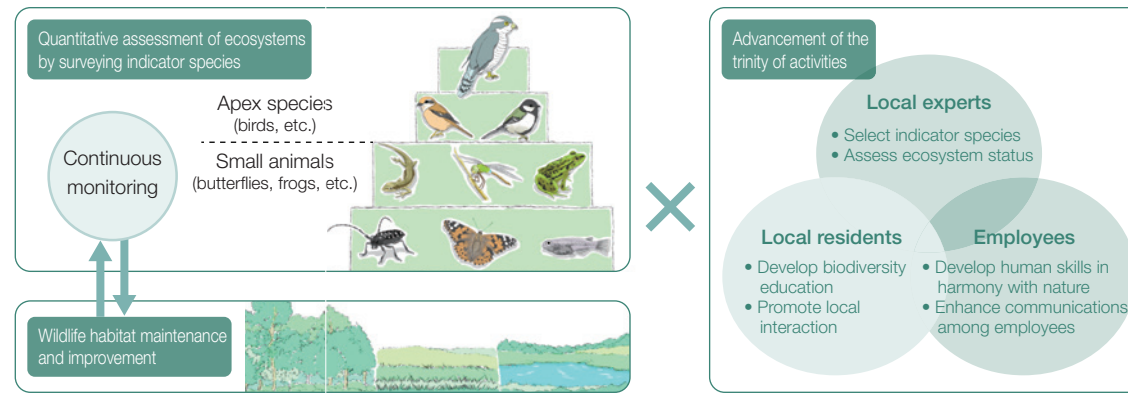 Quantitative assessment of ecosystems
by surveying indicator species
Apex species
(birds, etc.)
Small animals
(butterflies, frogs, etc.)
Continuous
monitoring
Wildlife habitat maintenance
and improvement
×
Advancement of the
trinity of activities
Local experts
• Select indicator species
• Assess ecosystem status
Local residents
• Develop biodiversity
education
• Promote local
interaction
Employees
• Develop human skills in
harmony with nature
• Enhance communications
among employees